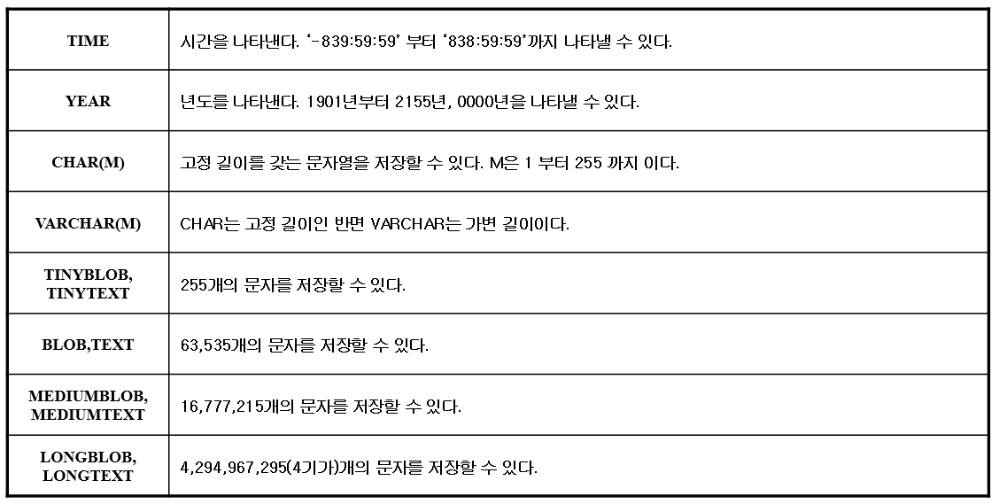 TIME
시간을 나타낸다. ‘-839:59:59’ 부터 ‘838:59:59’까지 나타낼 수 있다.
YEAR
년도를 나타낸다. 1901년부터 2155년, 0000년을 나타낼 수 있다.
CHAR(M)
고정 길이를 갖는 문자열을 저장할 수 있다. M은 1 부터 255 까지 이다.
VARCHAR(M)
CHAR는 고정 길이인 반면 VARCHAR는 가변 길이이다.
TINYBLOB,
TINYTEXT
255개의 문자를 저장할 수 있다.
BLOB,TEXT
63,535개의 문자를 저장할 수 있다.
MEDIUMBLOB,
MEDIUMTEXT
16,777,215개의 문자를 저장할 수 있다.
LONGBLOB,
LONGTEXT
4,294,967,295(4기가)개의 문자를 저장할 수 있다.